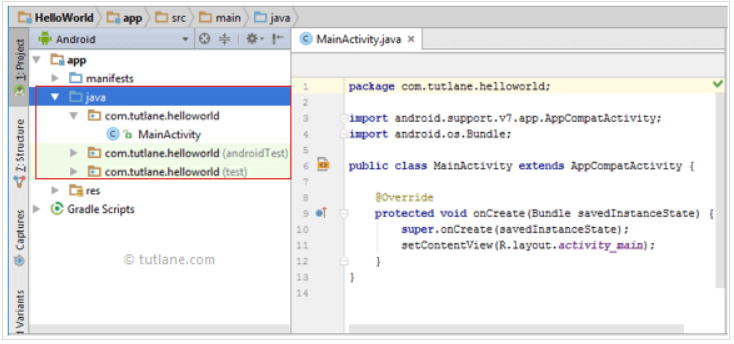 HelloWorld app src main java
1: Project
Android
MainActivity.java ×
app
manifests
java
com.tutlane.helloworld
MainActivity
com.tutlane.helloworld (androidTest)
com.tutlane.helloworld (test)
res
Gradle Scripts
Z: Structure
Captures
Variants
© tutlane.com
1 package com.tutlane.helloworld;
2
3 import android.support.v7.app.AppCompatActivity;
4 import android.os.Bundle;
5
6 public class MainActivity extends AppCompatActivity {
7
8 @Override
9 protected void onCreate(Bundle savedInstanceState) {
10 super.onCreate(savedInstanceState);
11 setContentView(R.layout.activity_main);
12 }
13 }
14